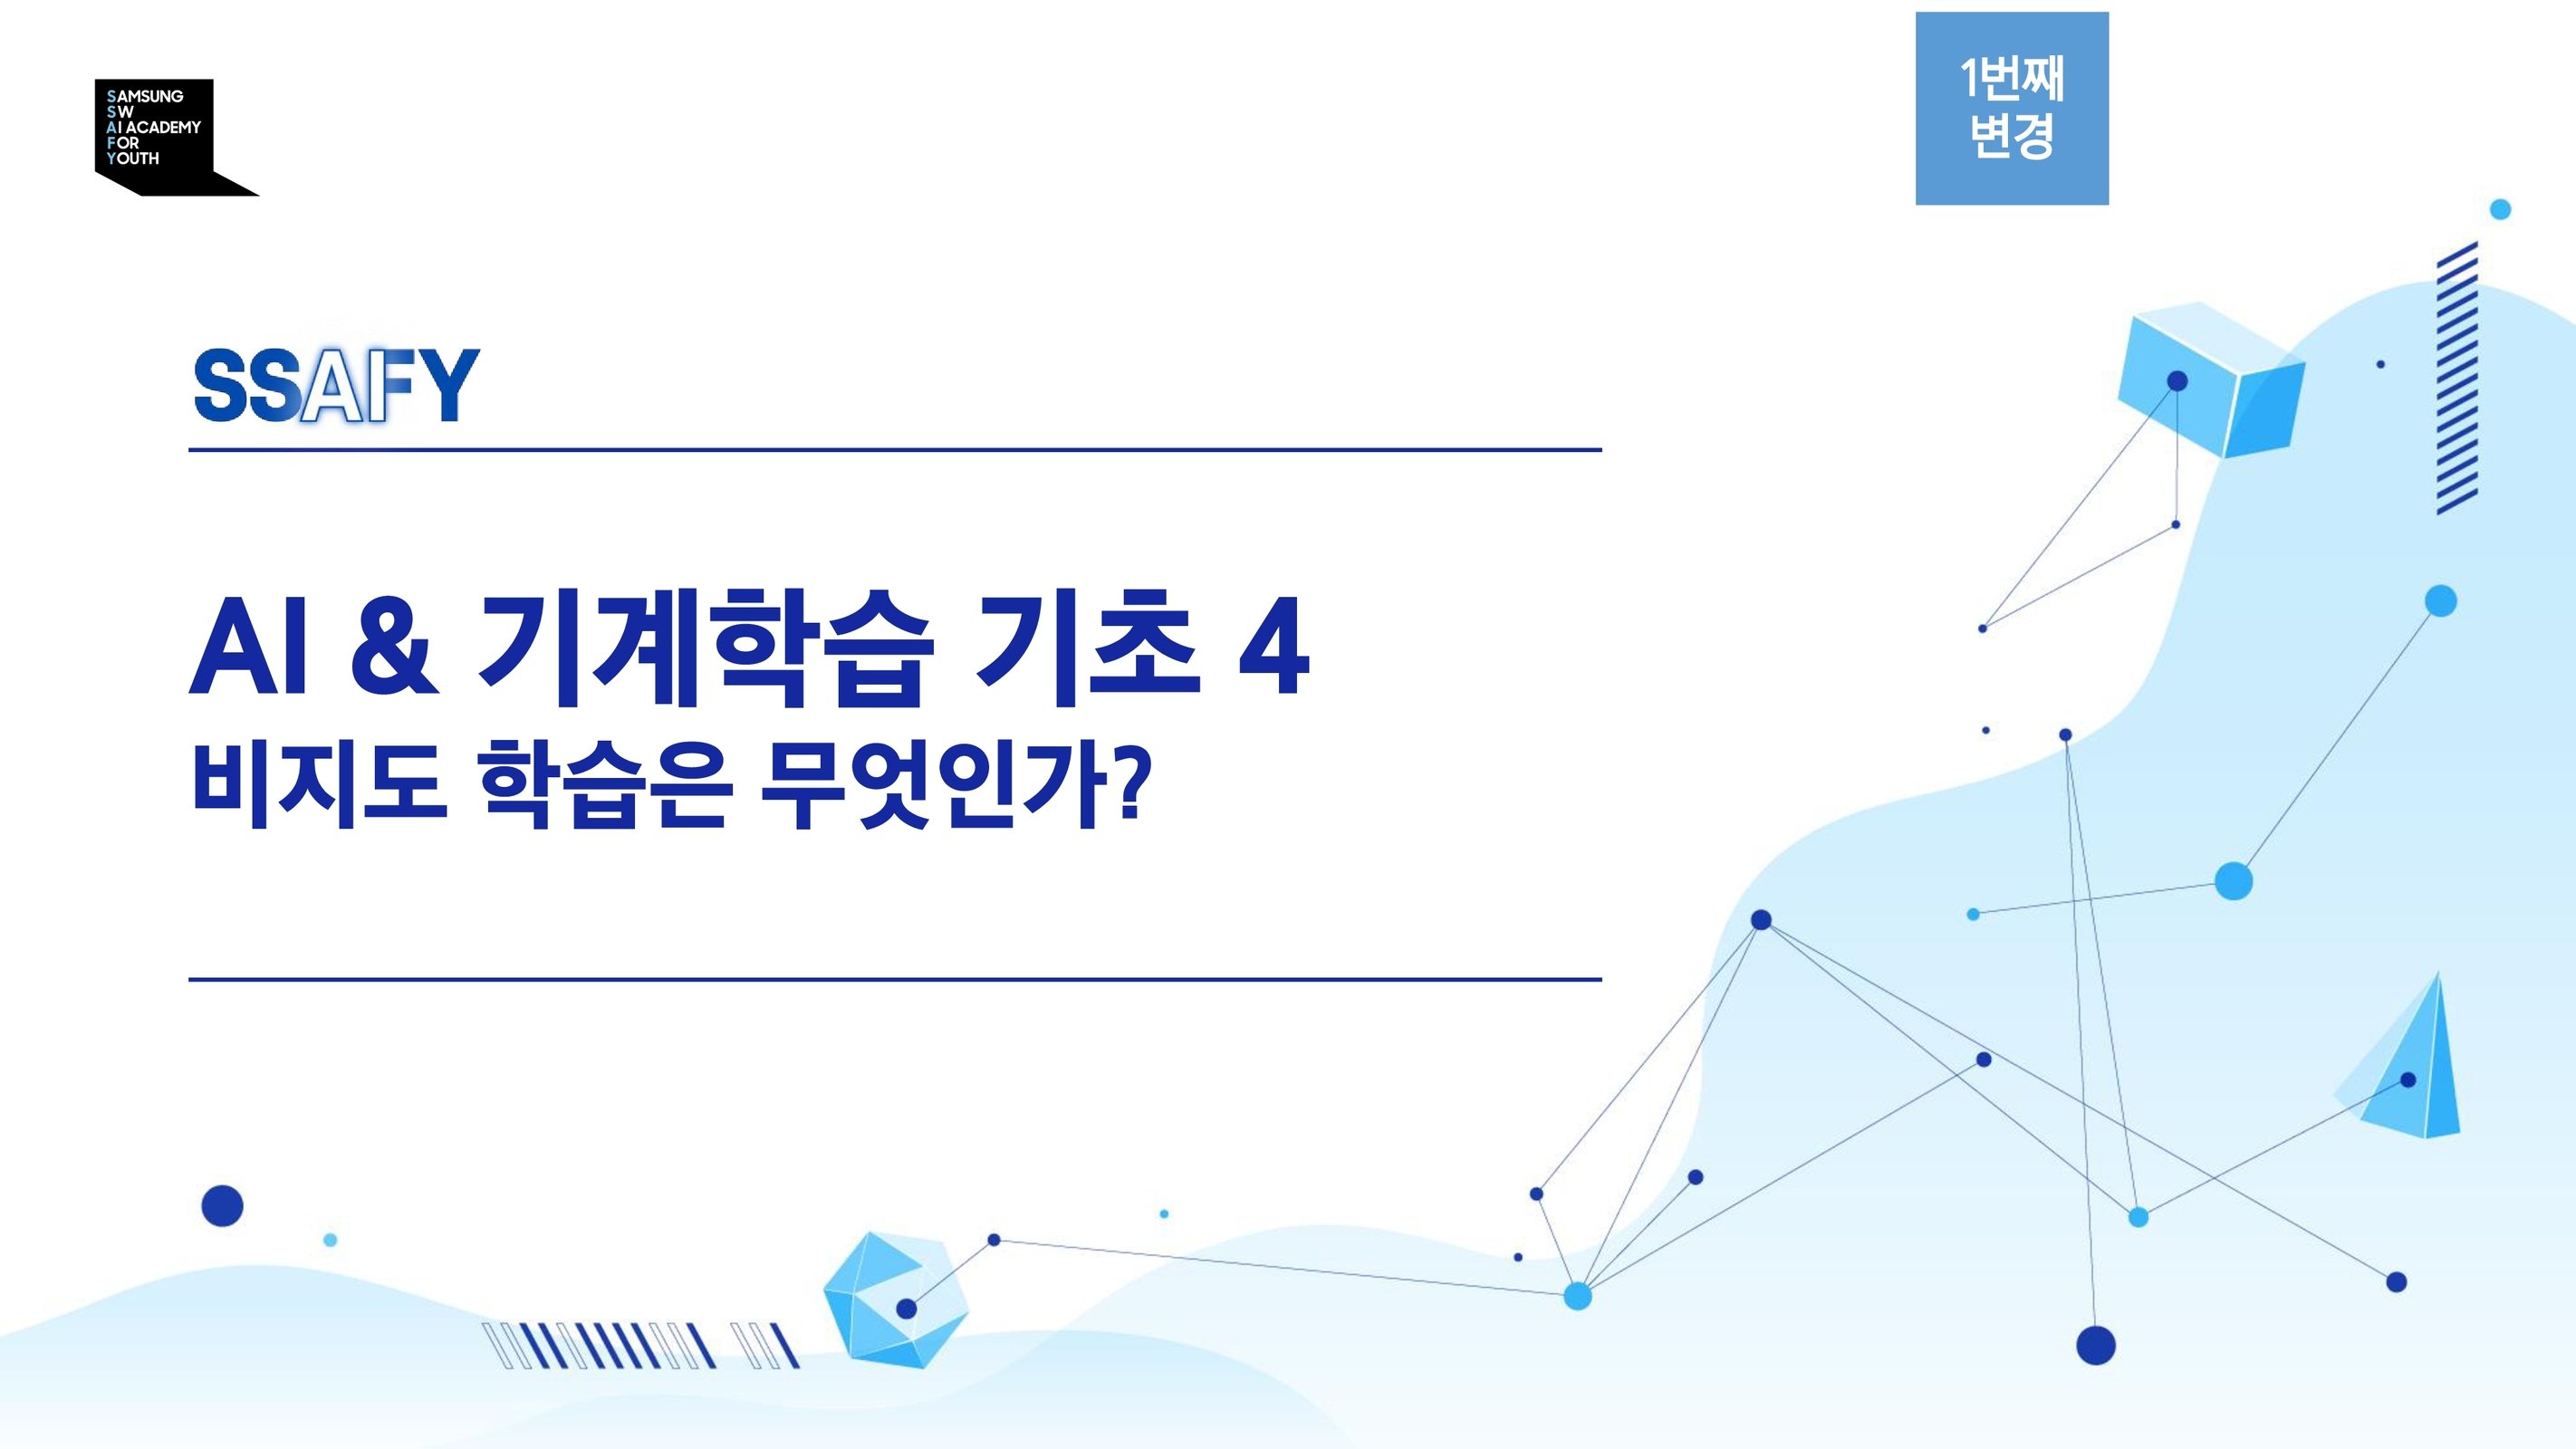 SAMSUNG
SW
AI ACADEMY
FOR
YOUTH
1번째
변경
SSAFY
AI & 기계학습 기초 4
비지도 학습은 무엇인가?